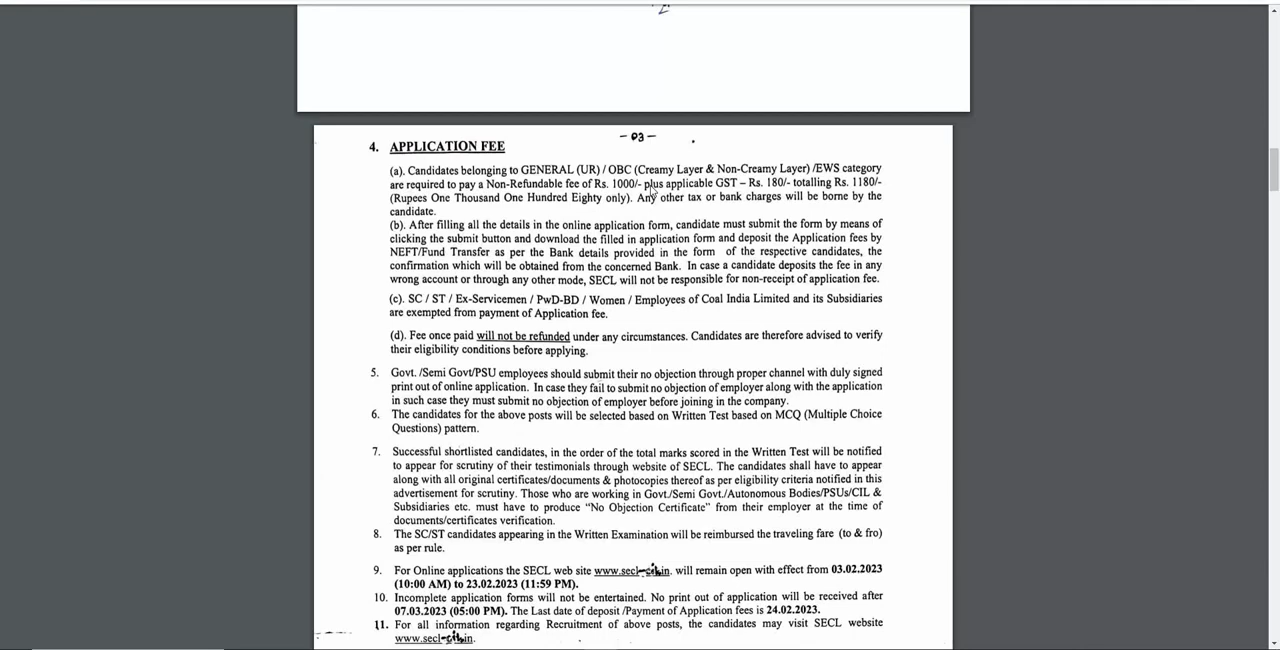 - 03 -
4. APPLICATION FEE
(a). Candidates belonging to GENERAL (UR) / OBC (Creamy Layer & Non-Creamy Layer) /EWS category
are required to pay a Non-Refundable fee of Rs. 1000/- plus applicable GST – Rs. 180/- totalling Rs. 1180/-
(Rupees One Thousand One Hundred Eighty only). Any other tax or bank charges will be borne by the
candidate.
(b). After filling all the details in the online application form, candidate must submit the form by means of
clicking the submit button and download the filled in application form and deposit the Application fees by
NEFT/Fund Transfer as per the Bank details provided in the form of the respective candidates, the
confirmation which will be obtained from the concerned Bank. In case a candidate deposits the fee in any
wrong account or through any other mode, SECL will not be responsible for non-receipt of application fee.
(c). SC / ST / Ex-Servicemen / PwD-BD / Women / Employees of Coal India Limited and its Subsidiaries
are exempted from payment of Application fee.
(d). Fee once paid will not be refunded under any circumstances. Candidates are therefore advised to verify
their eligibility conditions before applying.
5. Govt. /Semi Govt/PSU employees should submit their no objection through proper channel with duly signed
print out of online application. In case they fail to submit no objection of employer along with the application
in such case they must submit no objection of employer before joining in the company.
6. The candidates for the above posts will be selected based on Written Test based on MCQ (Multiple Choice
Questions) pattern.
7. Successful shortlisted candidates, in the order of the total marks scored in the Written Test will be notified
to appear for scrutiny of their testimonials through website of SECL. The candidates shall have to appear
along with all original certificates/documents & photocopies thereof as per eligibility criteria notified in this
advertisement for scrutiny. Those who are working in Govt./Semi Govt./Autonomous Bodies/PSUs/CIL &
Subsidiaries etc. must have to produce “No Objection Certificate” from their employer at the time of
documents/certificates verification.
8. The SC/ST candidates appearing in the Written Examination will be reimbursed the traveling fare (to & fro)
as per rule.
9. For Online applications the SECL web site www.secl-cil.in. will remain open with effect from 03.02.2023
(10:00 AM) to 23.02.2023 (11:59 PM).
10. Incomplete application forms will not be entertained. No print out of application will be received after
07.03.2023 (05:00 PM). The Last date of deposit /Payment of Application fees is 24.02.2023.
11. For all information regarding Recruitment of above posts, the candidates may visit SECL website
www.secl-cil.in.